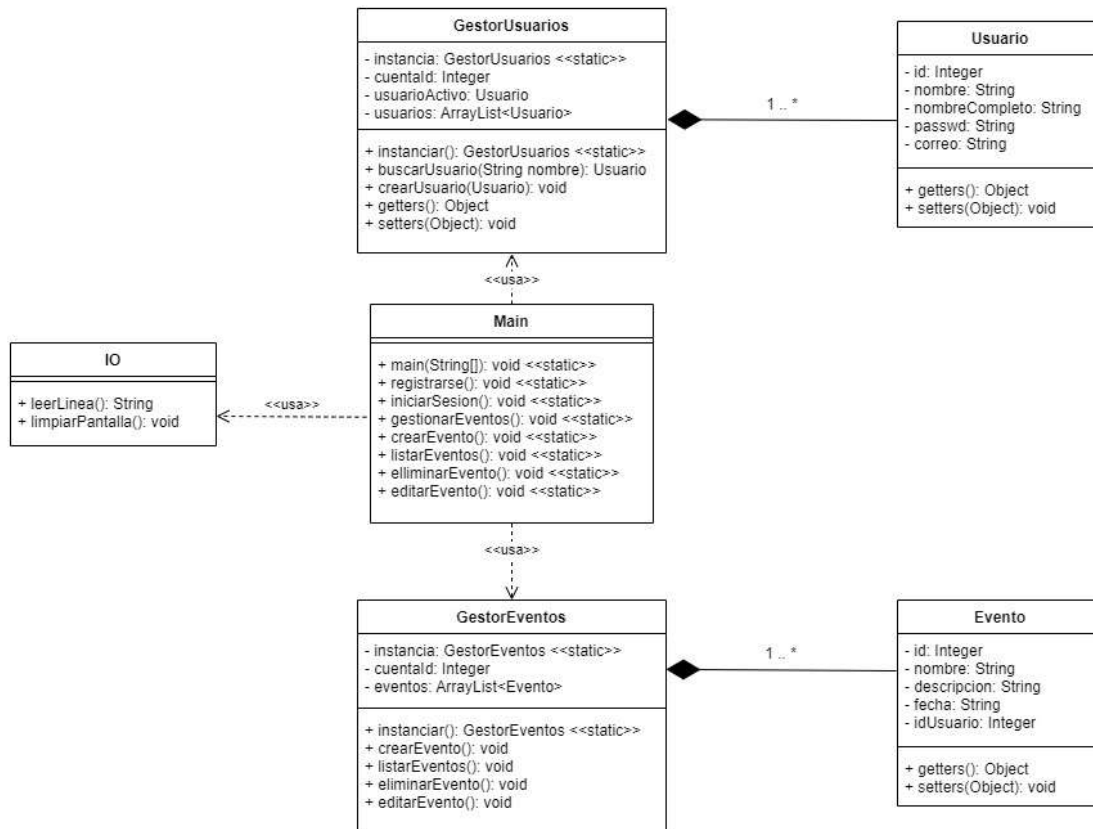 GestorUsuarios
- instancia: GestorUsuarios <<static>>
- cuentaId: Integer
- usuarioActivo: Usuario
- usuarios: ArrayList<Usuario>
+ instanciar(): GestorUsuarios <<static>>
+ buscarUsuario(String nombre): Usuario
+ crearUsuario(Usuario): void
+ getters(): Object
+ setters(Object): void
1 .. *
Usuario
- id: Integer
- nombre: String
- nombreCompleto: String
- passwd: String
- correo: String
+ getters(): Object
+ setters(Object): void
<<usa>>
Main
+ main(String[]): void <<static>>
+ registrarse(): void <<static>>
+ iniciarSesion(): void <<static>>
+ gestionarEventos(): void <<static>>
+ crearEvento(): void <<static>>
+ listarEventos(): void <<static>>
+ elliminarEvento(): void <<static>>
+ editarEvento(): void <<static>>
<<usa>>
IO
+ leerLinea(): String
+ limpiarPantalla(): void
<<usa>>
GestorEventos
- instancia: GestorEventos <<static>>
- cuentaId: Integer
- eventos: ArrayList<Evento>
+ instanciar(): GestorEventos <<static>>
+ crearEvento(): void
+ listarEventos(): void
+ eliminarEvento(): void
+ editarEvento(): void
1 .. *
Evento
- id: Integer
- nombre: String
- descripcion: String
- fecha: String
- idUsuario: Integer
+ getters(): Object
+ setters(Object): void